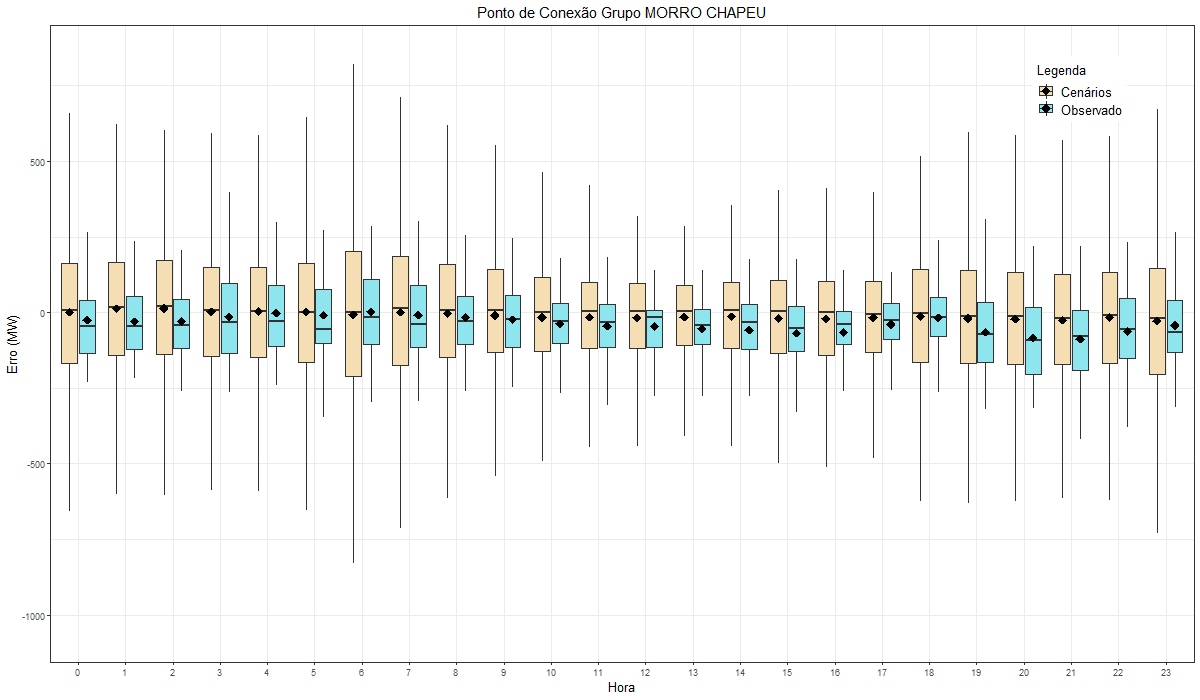 Ponto de Conexão Grupo MORRO CHAPEU
Legenda
Cenários
Observado
Erro (MW)
500
0
-500
-1000
0 1 2 3 4 5 6 7 8 9 10 11 12 13 14 15 16 17 18 19 20 21 22 23
Hora